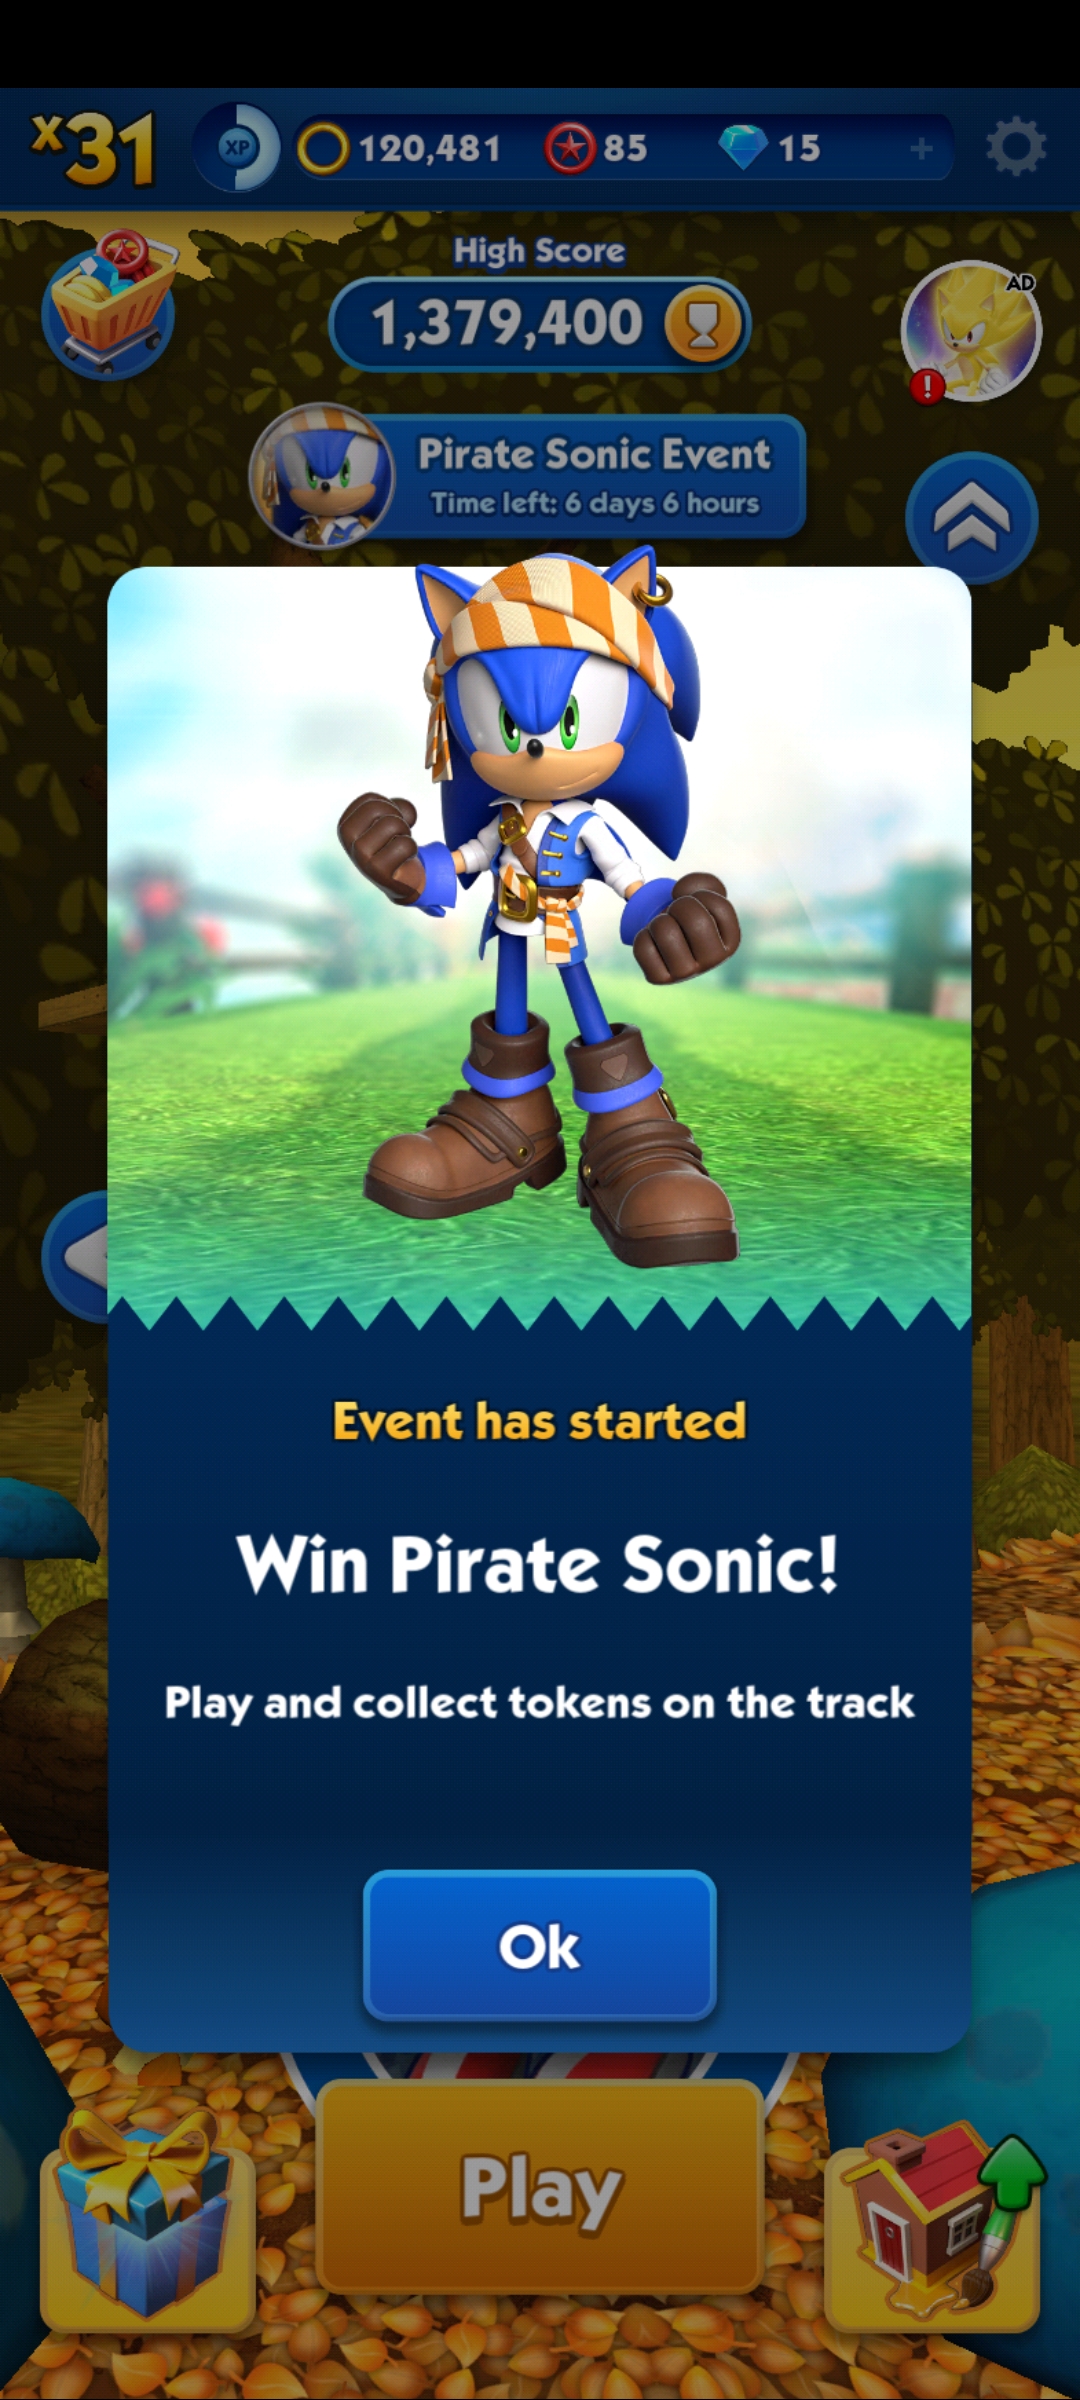 x31
XP
120,481
85
15
+
High Score
1,379,400
AD
!
Pirate Sonic Event
Time left: 6 days 6 hours
Event has started
Win Pirate Sonic!
Play and collect tokens on the track
Ok
Play